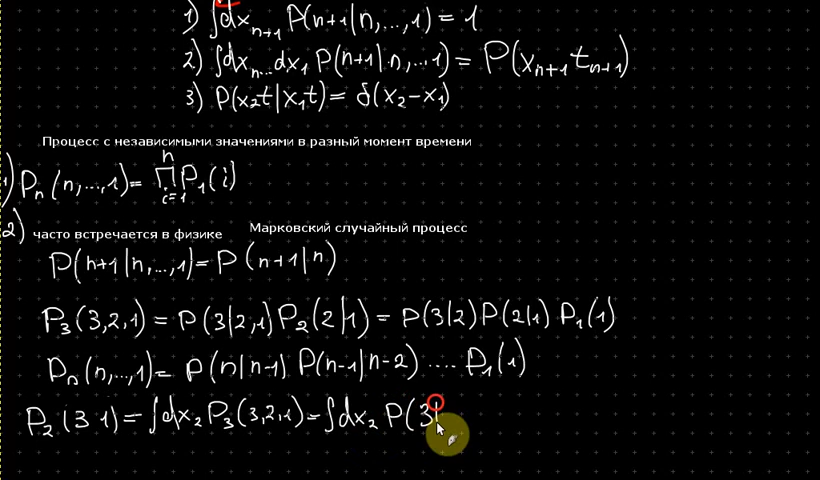 1) ∫dx_{n+1} P(n+1|n,...,1) = 1
2) ∫dx_n...dx_1 P(n+1|n,...,1) = P(x_{n+1} t_{n+1})
3) P(x_2 t|x_1 t) = δ(x_2-x_1)
Процесс с независимыми значениями в разный момент времени
1) P_n(n,...,1) = ∏_{i=1}^{n} P_1(i)
2) часто встречается в физике Марковский случайный процесс
P(n+1|n,...,1) = P(n+1|n)
P_3(3,2,1) = P(3|2,1) P_2(2|1) = P(3|2) P(2|1) P_1(1)
P_n(n,...,1) = P(n|n-1) P(n-1|n-2) .... P_1(1)
P_2(3 1) = ∫dx_2 P_3(3,2,1) = ∫dx_2 P(3|